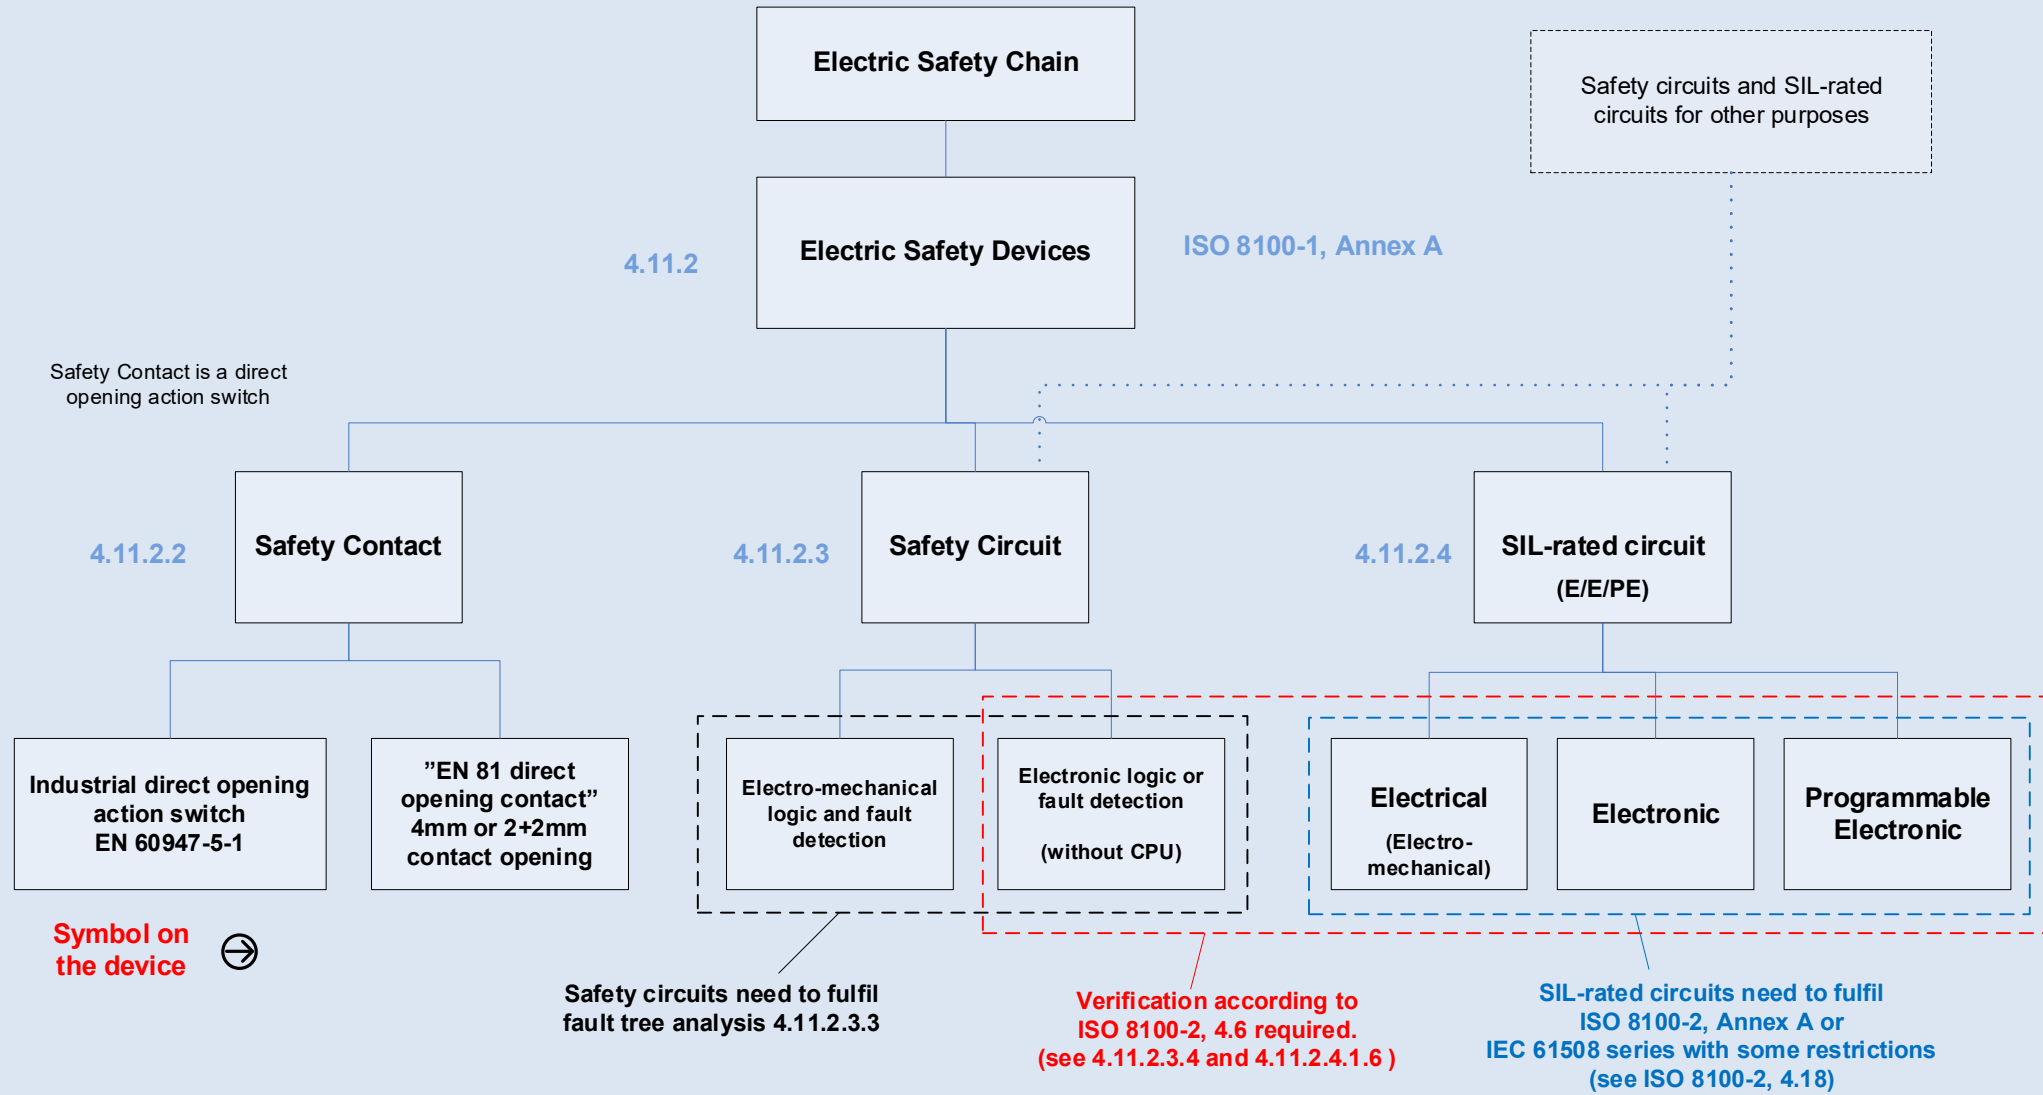 Electric Safety Chain
Safety circuits and SIL-rated
circuits for other purposes
4.11.2
Electric Safety Devices
ISO 8100-1, Annex A
Safety Contact is a direct
opening action switch
4.11.2.2
Safety Contact
4.11.2.3
Safety Circuit
4.11.2.4
SIL-rated circuit
(E/E/PE)
Industrial direct opening
action switch
EN 60947-5-1
”EN 81 direct
opening contact”
4mm or 2+2mm
contact opening
Electro-mechanical
logic and fault
detection
Electronic logic or
fault detection
(without CPU)
Electrical
(Electro-
mechanical)
Electronic
Programmable
Electronic
Symbol on
the device
Safety circuits need to fulfil
fault tree analysis 4.11.2.3.3
Verification according to
ISO 8100-2, 4.6 required.
(see 4.11.2.3.4 and 4.11.2.4.1.6 )
SIL-rated circuits need to fulfil
ISO 8100-2, Annex A or
IEC 61508 series with some restrictions
(see ISO 8100-2, 4.18)